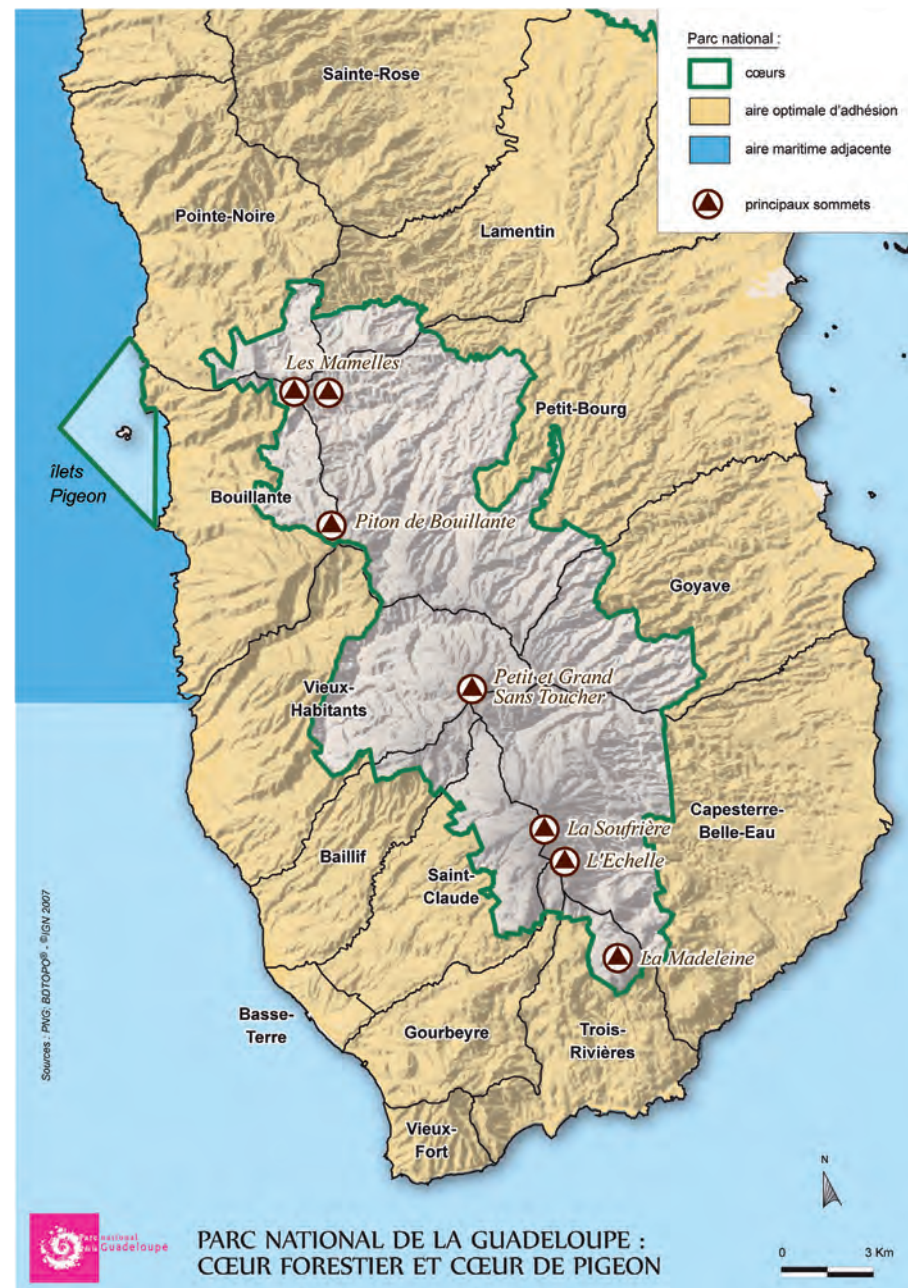 Parc national :
cœurs
aire optimale d'adhésion
aire maritime adjacente
principaux sommets
Sainte-Rose
Pointe-Noire
Lamentin
Les Mamelles
Petit-Bourg
îlets
Pigeon
Bouillante
Piton de Bouillante
Goyave
Vieux-
Habitants
Petit et Grand
Sans Toucher
Capesterre-
Belle-Eau
La Soufrière
L'Echelle
Baillif
Saint-
Claude
La Madeleine
Basse-
Terre
Gourbeyre
Trois-
Rivières
Vieux-
Fort
Sources : PNG; BDTOPO® - ©IGN 2007
N
0 3 Km
Parc national
de la Guadeloupe
PARC NATIONAL DE LA GUADELOUPE :
CŒUR FORESTIER ET CŒUR DE PIGEON